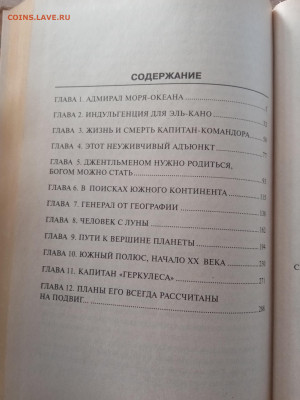 COINS.LAVE.RU
СОДЕРЖАНИЕ
ГЛАВА 1. АДМИРАЛ МОРЯ-ОКЕАНА
ГЛАВА 2. ИНДУЛЬГЕНЦИЯ ДЛЯ ЭЛЬ-КАНО
ГЛАВА 3. ЖИЗНЬ И СМЕРТЬ КАПИТАН-КОМАНДОРА
ГЛАВА 4. ЭТОТ НЕУЖИВЧИВЫЙ АДЪЮНКТ
ГЛАВА 5. ДЖЕНТЛЬМЕНОМ НУЖНО РОДИТЬСЯ,
БОГОМ МОЖНО СТАТЬ
ГЛАВА 6. В ПОИСКАХ ЮЖНОГО КОНТИНЕНТА
ГЛАВА 7. ГЕНЕРАЛ ОТ ГЕОГРАФИИ
ГЛАВА 8. ЧЕЛОВЕК С ЛУНЫ
ГЛАВА 9. ПУТИ К ВЕРШИНЕ ПЛАНЕТЫ
ГЛАВА 10. ЮЖНЫЙ ПОЛЮС, НАЧАЛО XX ВЕКА
ГЛАВА 11. КАПИТАН «ГЕРКУЛЕСА» 271
ГЛАВА 12. ПЛАНЫ ЕГО ВСЕГДА РАССЧИТАНЫ
НА ПОДВИГ...